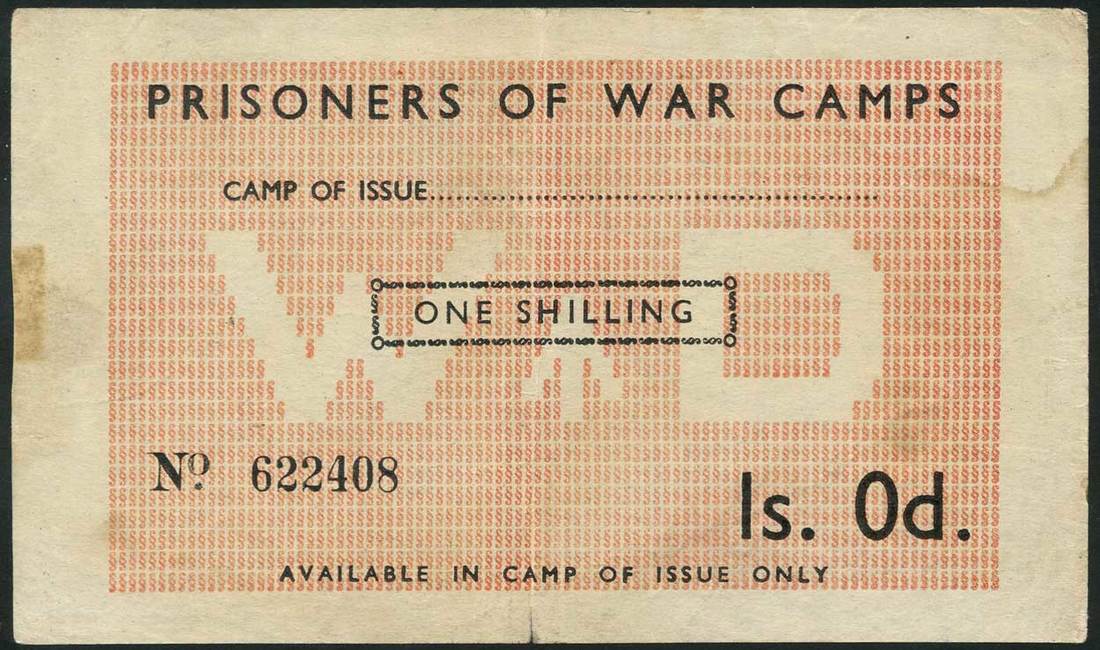 PRISONERS OF WAR CAMPS
CAMP OF ISSUE..................................................
W D
ONE SHILLING
Nº 622408
1s. 0d.
AVAILABLE IN CAMP OF ISSUE ONLY